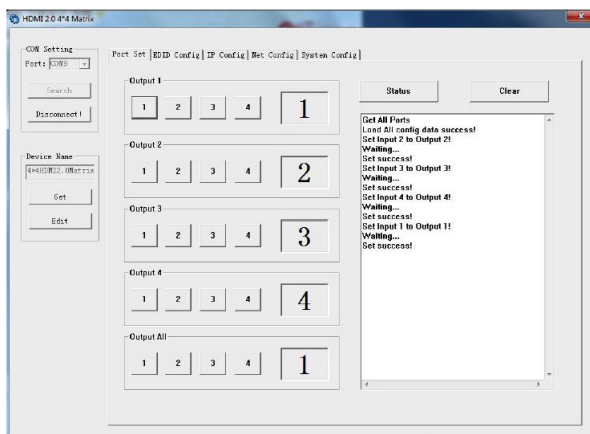 HDMI 2.0 4*4 Matrix
COM Setting
Port: COM9
Search
Disconnect!
Device Name
4*4HDMI2.0Matrix
Get
Edit
Port Set EDID Config IP Config Net Config System Config
Output 1
1 2 3 4 1
Output 2
1 2 3 4 2
Output 3
1 2 3 4 3
Output 4
1 2 3 4 4
Output All
1 2 3 4 1
Status Clear
Get All Ports
Load All config data success!
Set Input 2 to Output 2!
Waiting...
Set success!
Set Input 3 to Output 3!
Waiting...
Set success!
Set Input 4 to Output 4!
Waiting...
Set success!
Set Input 1 to Output 1!
Waiting...
Set success!